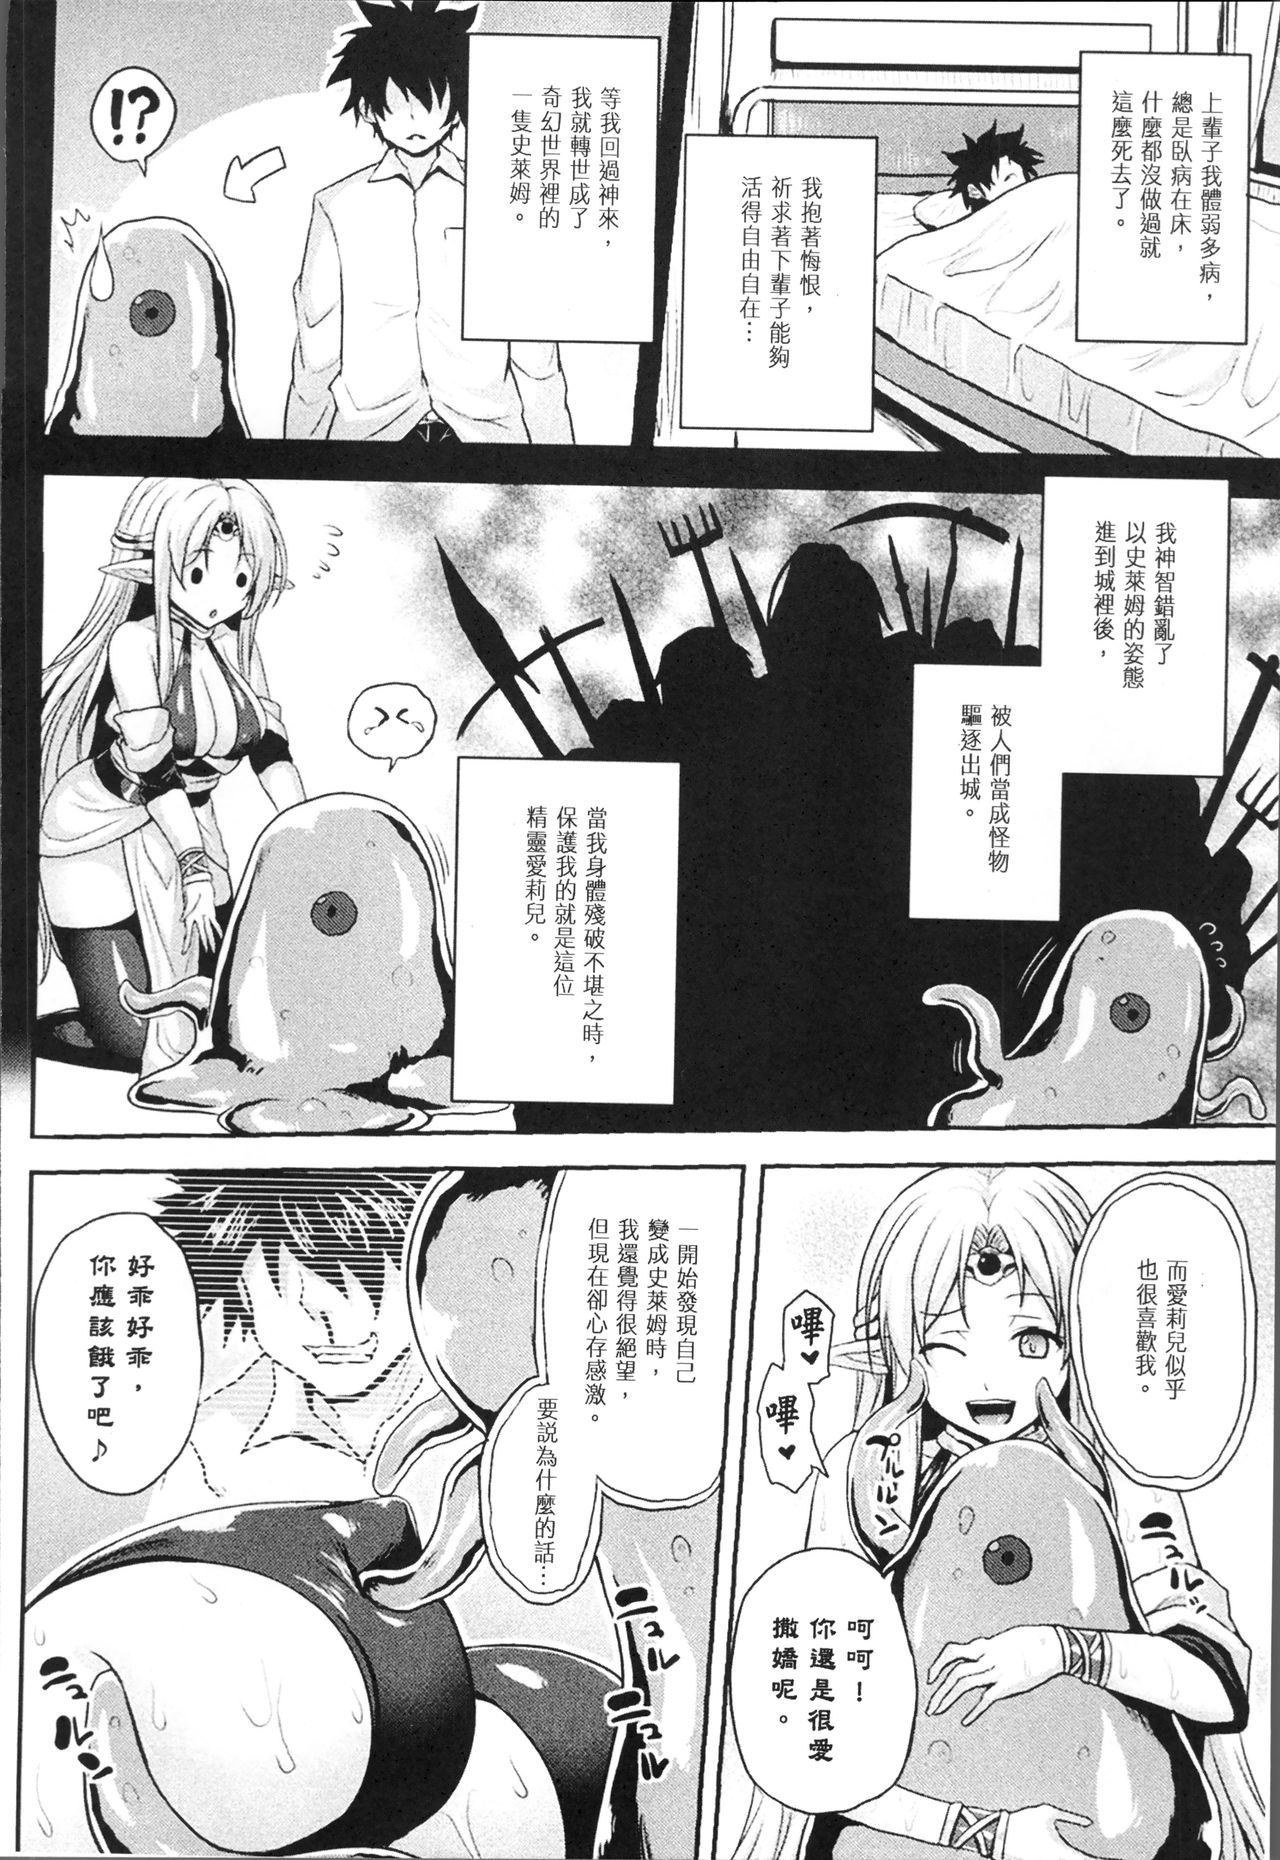 上輩子我體弱多病，
總是臥病在床，
什麼都沒做過就
這麼死去了。
我抱著悔恨，
祈求著下輩子能夠
活得自由自在…
等我回過神來，
我就轉世成了
奇幻世界裡的
一隻史萊姆。
!?
我神智錯亂了
以史萊姆的姿態
進到城裡後，
被人們當成怪物
驅逐出城。
當我身體殘破不堪之時，
保護我的就是這位
精靈愛莉兒。
而愛莉兒似乎
也很喜歡我。
嗶♥
嗶♥
プルルン
ニュルッ
呵呵！
你還是很愛
撒嬌呢。
一開始發現自己
變成史萊姆時，
我還覺得很絕望，
但現在卻心存感激。
要說為什麼的話…
好乖好乖，
你應該餓了吧♪
ニュル
ニュル
ニュルン